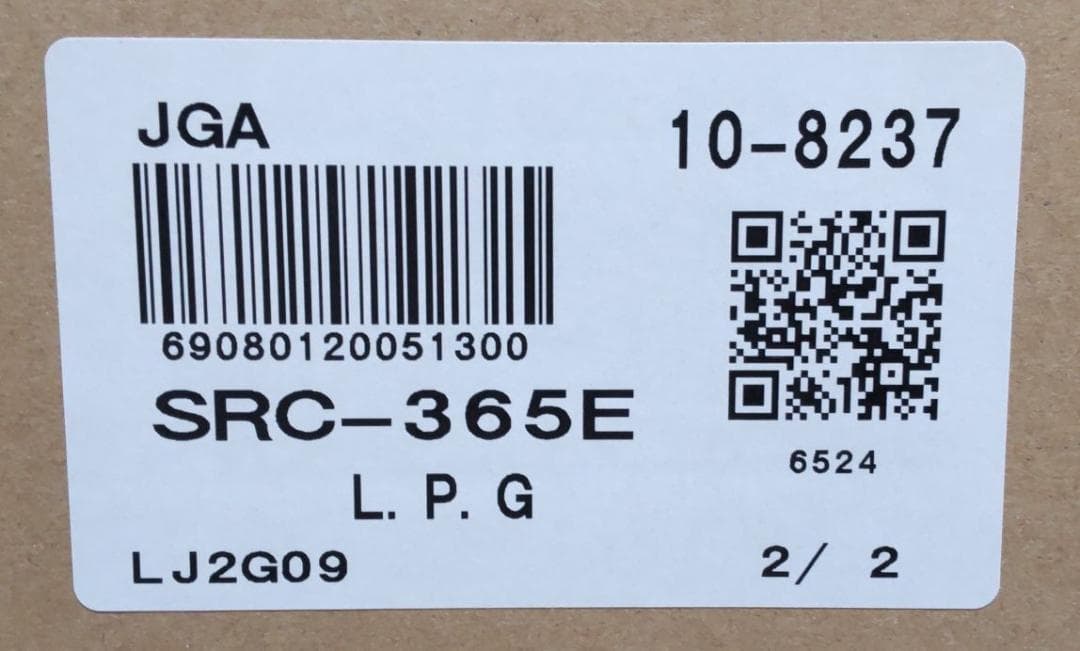 JGA
10-8237
69080120051300
SRC-365E
6524
L. P. G
LJ2G09
2/ 2